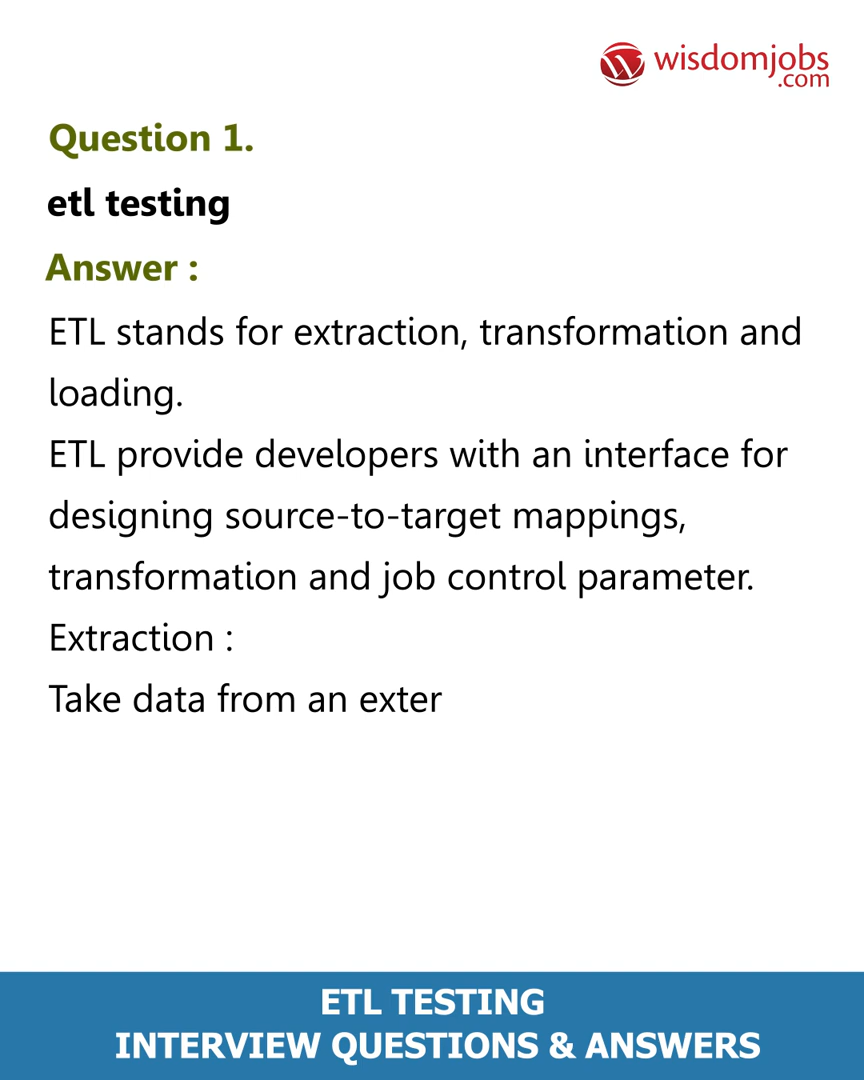 wisdomjobs
.com
Question 1.
etl testing
Answer :
ETL stands for extraction, transformation and
loading.
ETL provide developers with an interface for
designing source-to-target mappings,
transformation and job control parameter.
Extraction :
Take data from an exter
ETL TESTING
INTERVIEW QUESTIONS & ANSWERS